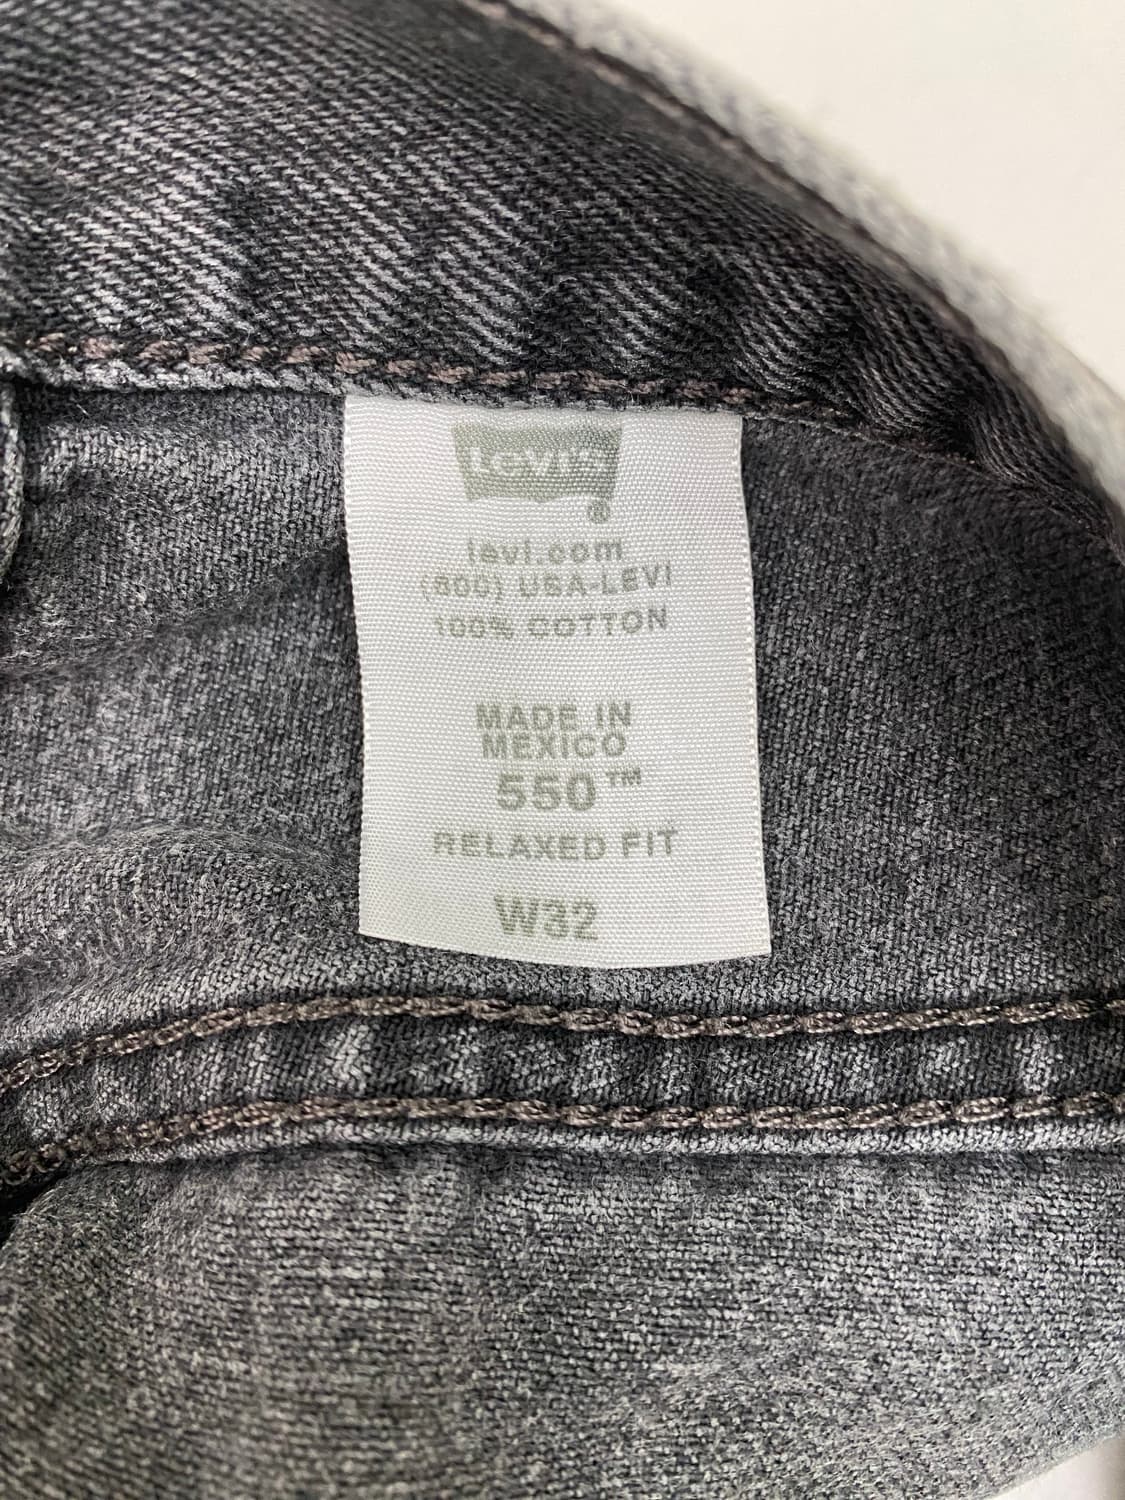 Levi's
®
levi.com
(800) USA-LEVI
100% COTTON
MADE IN
MEXICO
550™
RELAXED FIT
W32